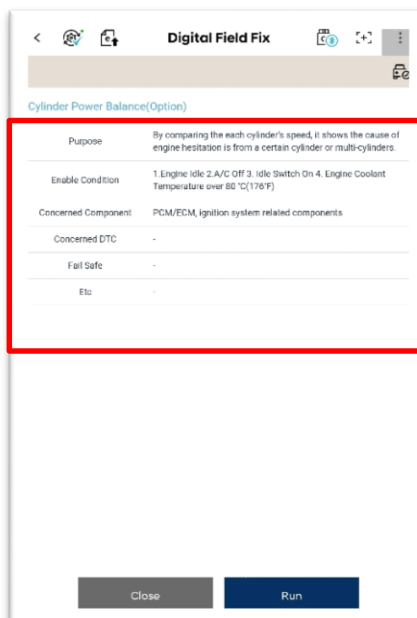 Digital Field Fix
Cylinder Power Balance(Option)
Purpose
By comparing the each cylinder's speed, it shows the cause of
engine hesitation is from a certain cylinder or multi-cylinders.
Enable Condition
1.Engine Idle 2.A/C Off 3. Idle Switch On 4. Engine Coolant
Temperature over 80 °C(176°F)
Concerned Component
PCM/ECM, ignition system related components
Concerned DTC
-
Fail Safe
-
Etc
-
Close
Run